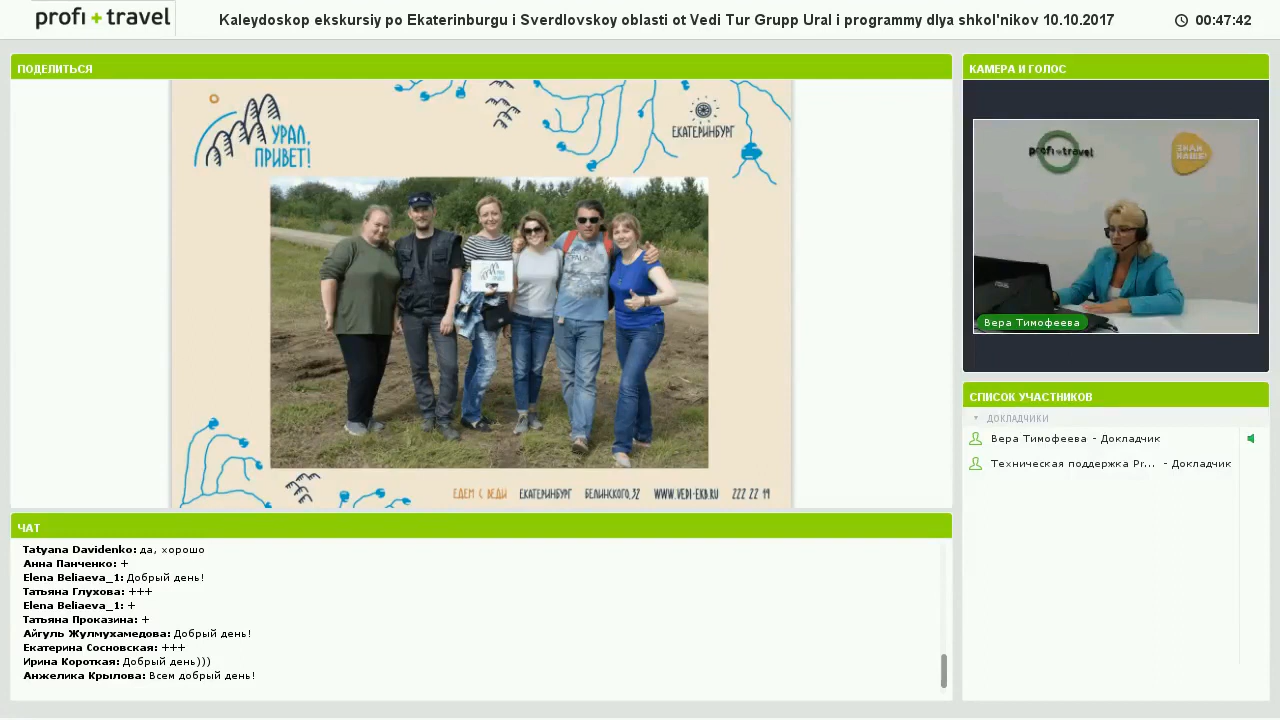 profi + travel
Kaleydoskop ekskursiy po Ekaterinburgu i Sverdlovskoy oblasti ot Vedi Tur Grupp Ural i programmy dlya shkol'nikov 10.10.2017
00:47:42
ПОДЕЛИТЬСЯ
УРАЛ,
ПРИВЕТ!
ЕКАТЕРИНБУРГ
ЕДЕМ С ВЕДИ ЕКАТЕРИНБУРГ БЕЛИНСКОГО,32 WWW.VEDI-EKB.RU 222 22 19
КАМЕРА И ГОЛОС
profi travel
ЗНАЙ
НАШЕ!
Вера Тимофеева
СПИСОК УЧАСТНИКОВ
ДОКЛАДЧИКИ
Вера Тимофеева - Докладчик
Техническая поддержка Pr... - Докладчик
ЧАТ
Tatyana Davidenko: да, хорошо
Анна Панченко: +
Elena Beliaeva_1: Добрый день!
Татьяна Глухова: +++
Elena Beliaeva_1: +
Татьяна Проказина: +
Айгуль Жулмухамедова: Добрый день!
Екатерина Сосновская: +++
Ирина Короткая: Добрый день)))
Анжелика Крылова: Всем добрый день!